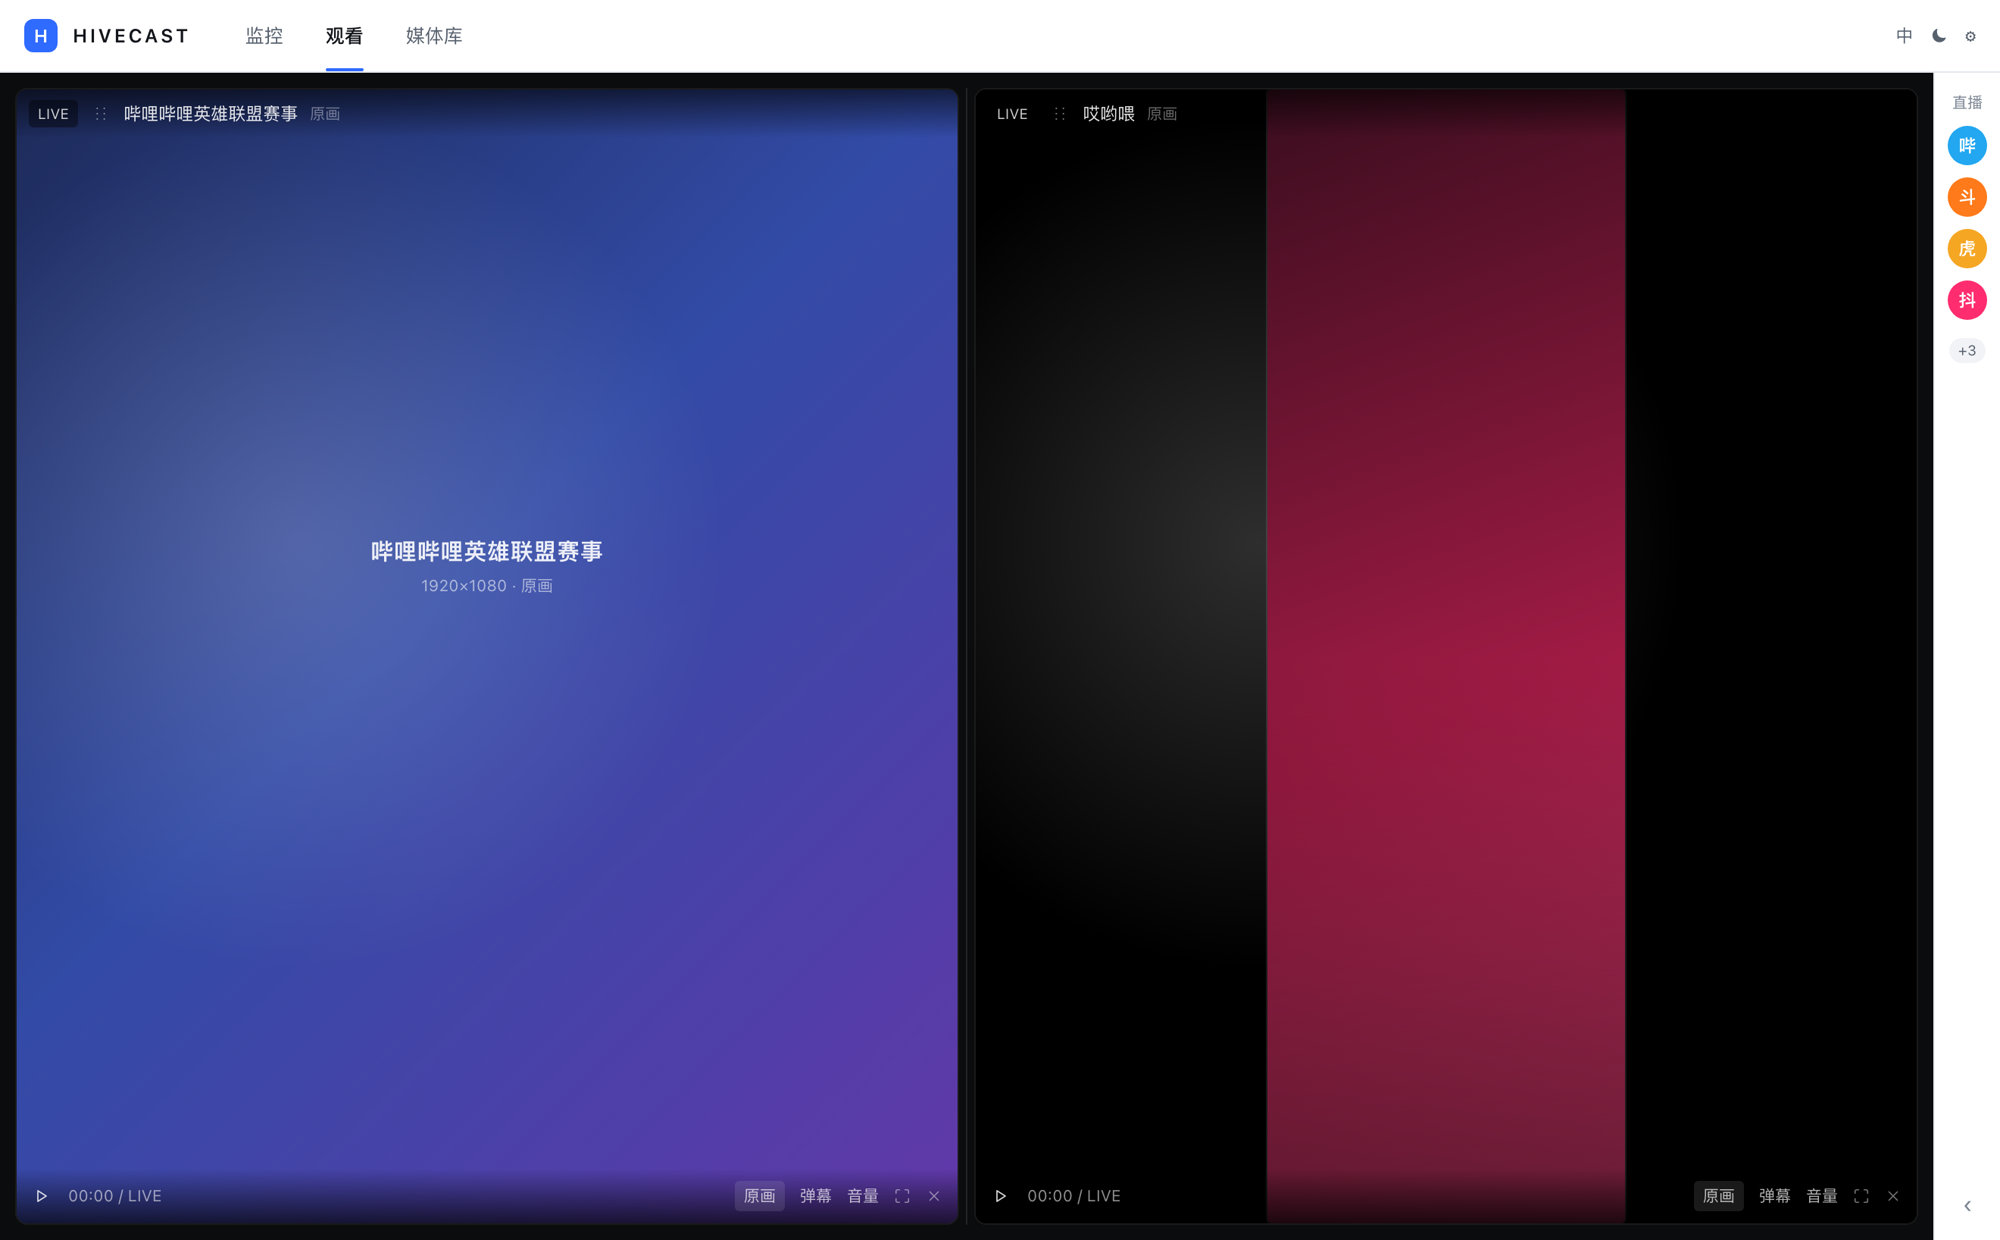 H HIVECAST 监控 观看 媒体库 中
LIVE 哔哩哔哩英雄联盟赛事 原画
LIVE 哎哟喂 原画
直播
哔
斗
虎
抖
+3
哔哩哔哩英雄联盟赛事
1920×1080 · 原画
00:00 / LIVE 原画 弹幕 音量
00:00 / LIVE 原画 弹幕 音量